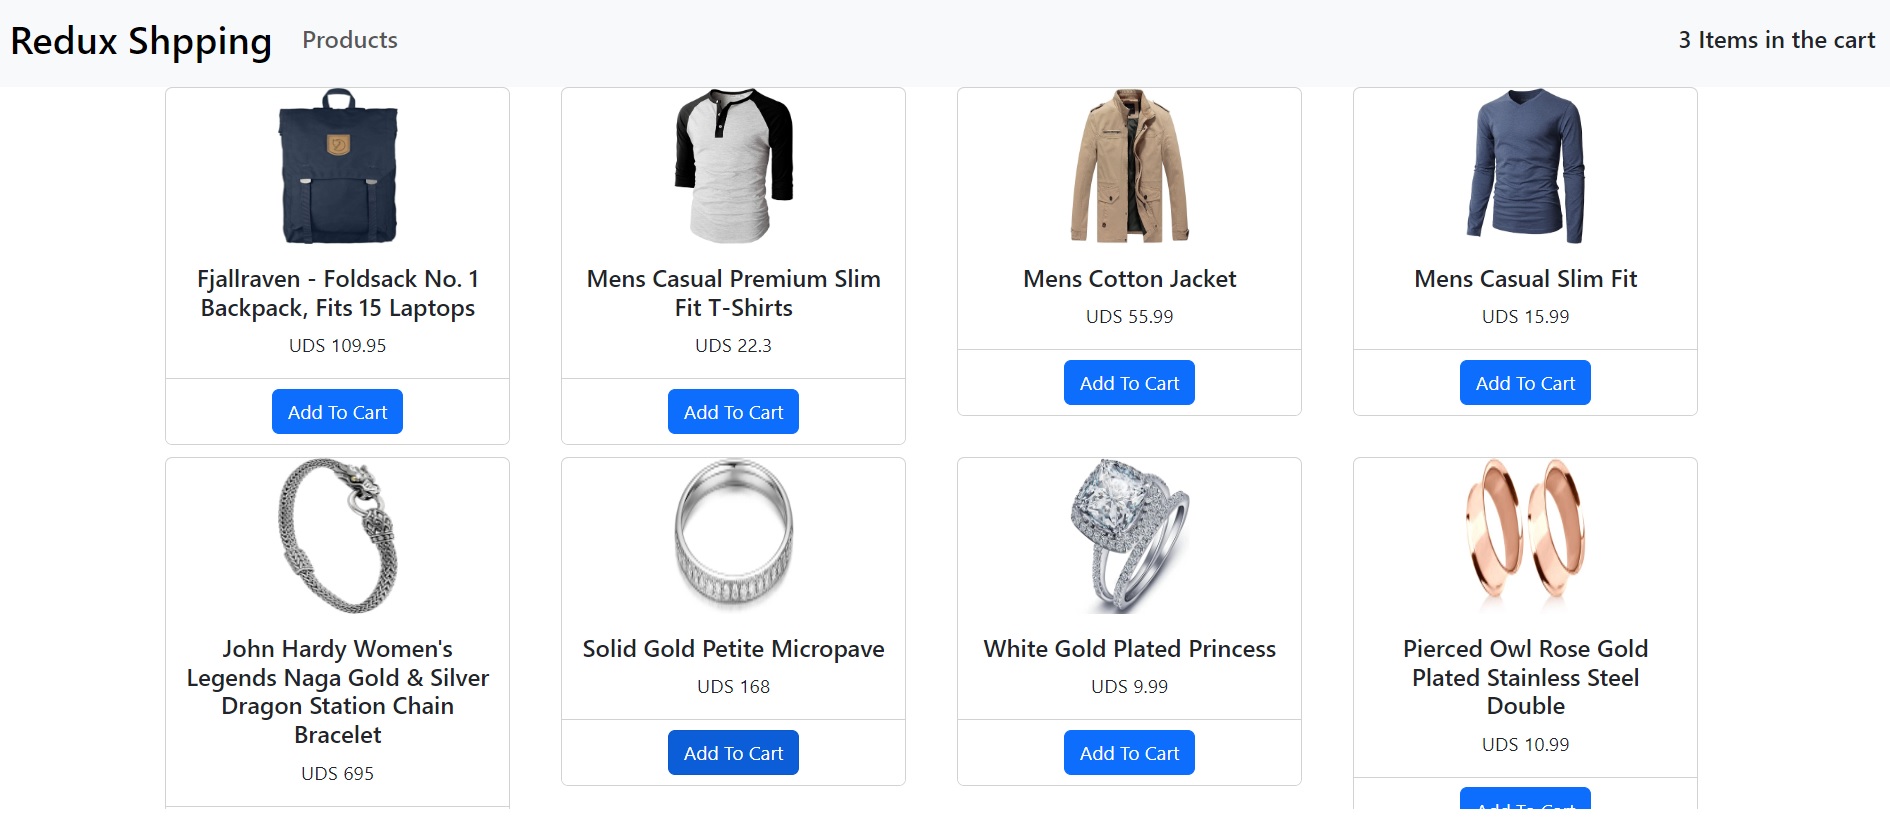 Redux Shpping
Products
3 Items in the cart
Fjallraven - Foldsack No. 1
Backpack, Fits 15 Laptops
UDS 109.95
Add To Cart
Mens Casual Premium Slim
Fit T-Shirts
UDS 22.3
Add To Cart
Mens Cotton Jacket
UDS 55.99
Add To Cart
Mens Casual Slim Fit
UDS 15.99
Add To Cart
John Hardy Women's
Legends Naga Gold & Silver
Dragon Station Chain
Bracelet
UDS 695
Solid Gold Petite Micropave
UDS 168
Add To Cart
White Gold Plated Princess
UDS 9.99
Add To Cart
Pierced Owl Rose Gold
Plated Stainless Steel
Double
UDS 10.99
Add To Cart